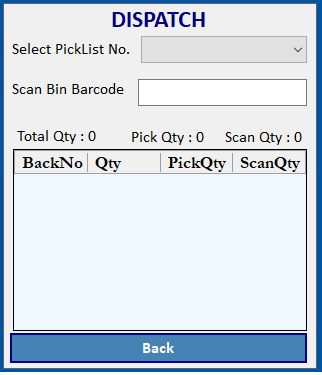 DISPATCH
Select PickList No.
Scan Bin Barcode
Total Qty : 0 Pick Qty : 0 Scan Qty : 0
BackNo Qty PickQty ScanQty
Back